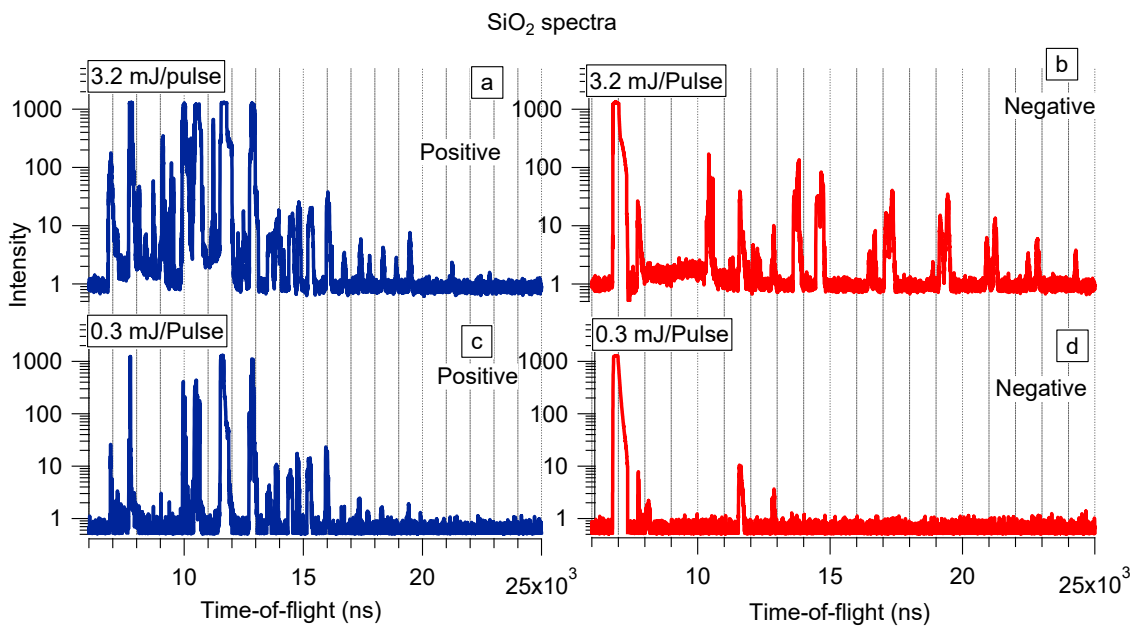 SiO₂ spectra
3.2 mJ/pulse
a
Positive
1000
100
10
1
3.2 mJ/Pulse
b
Negative
1000
100
10
1
Intensity
0.3 mJ/Pulse
c
Positive
1000
100
10
1
0.3 mJ/Pulse
d
Negative
1000
100
10
1
10 15 20 25x10³
Time-of-flight (ns)
10 15 20 25x10³
Time-of-flight (ns)